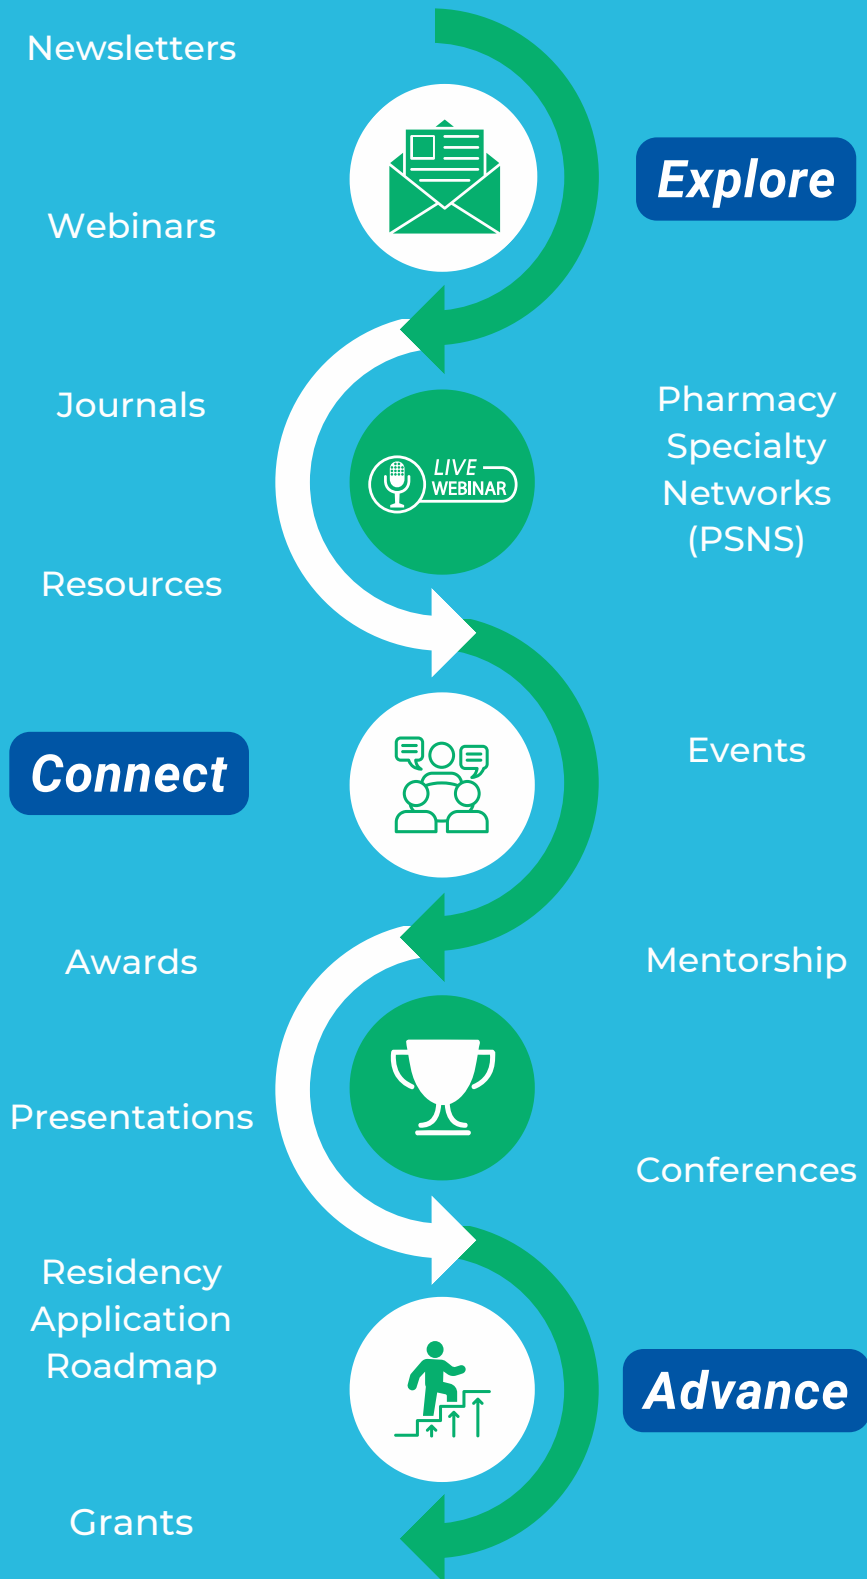 Newsletters
Explore
Webinars
Journals
Pharmacy
Specialty
Networks
(PSNS)
LIVE
WEBINAR
Resources
Connect
Events
Awards
Mentorship
Presentations
Conferences
Residency
Application
Roadmap
Advance
Grants